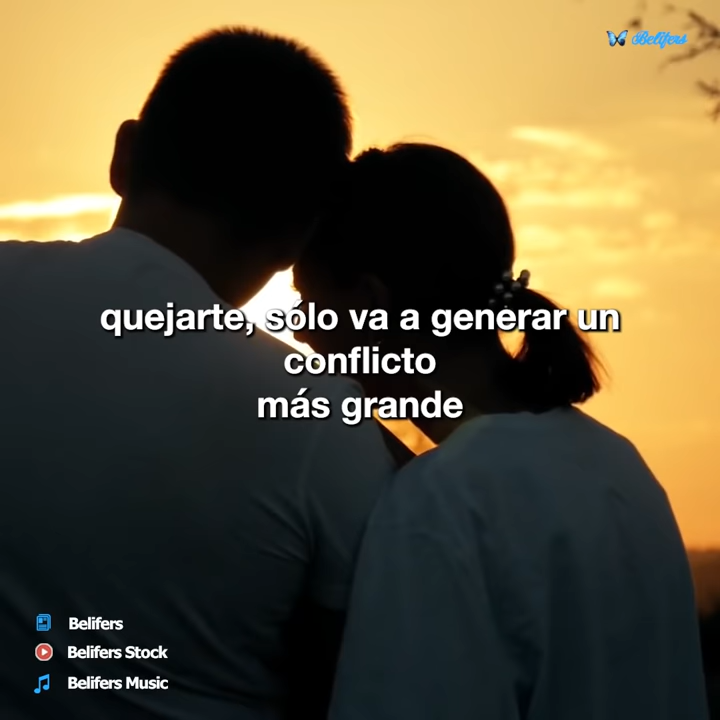 Belifers
quejarte, sólo va a generar un
conflicto
más grande
Belifers
Belifers Stock
Belifers Music